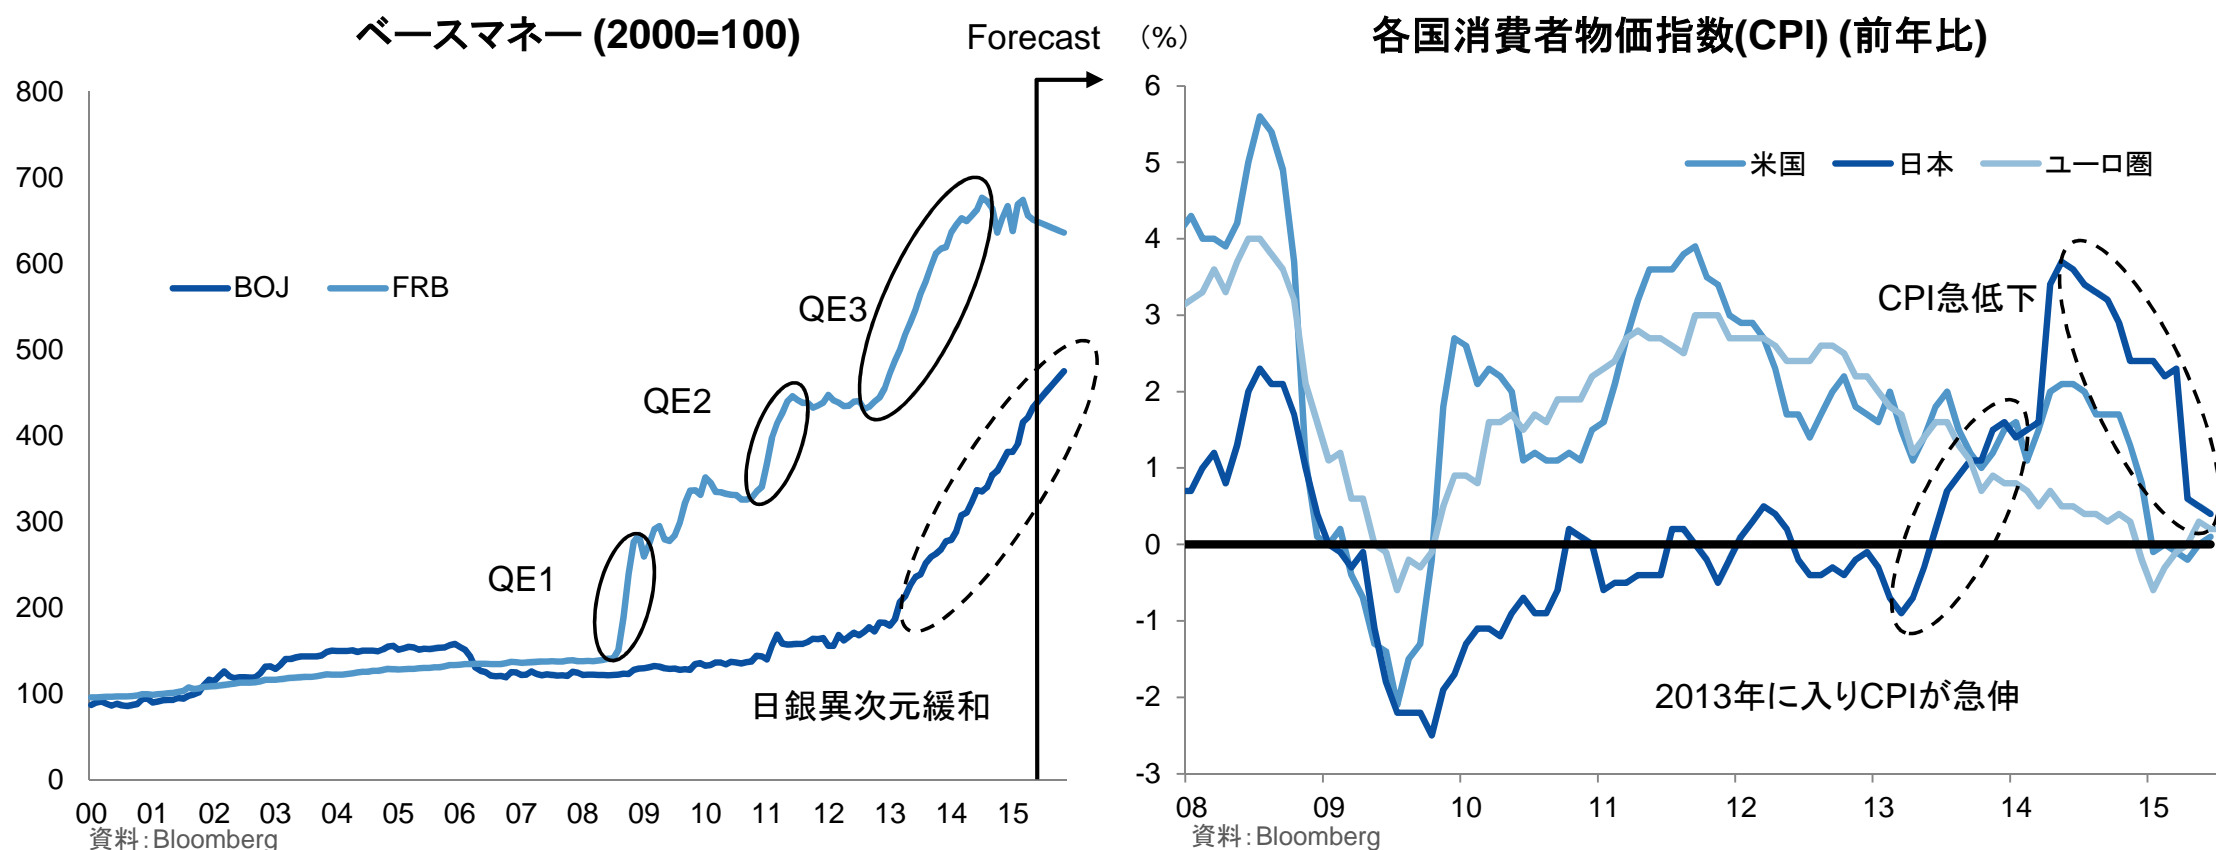 ベースマネー (2000=100)
Forecast
800
700
600
500
400
300
200
100
0
BOJ
FRB
QE1
QE2
QE3
日銀異次元緩和
00 01 02 03 04 05 06 07 08 09 10 11 12 13 14 15
資料：Bloomberg
（%）
各国消費者物価指数(CPI) (前年比)
6
5
4
3
2
1
0
-1
-2
-3
米国
日本
ユーロ圏
CPI急低下
2013年に入りCPIが急伸
08 09 10 11 12 13 14 15
資料：Bloomberg